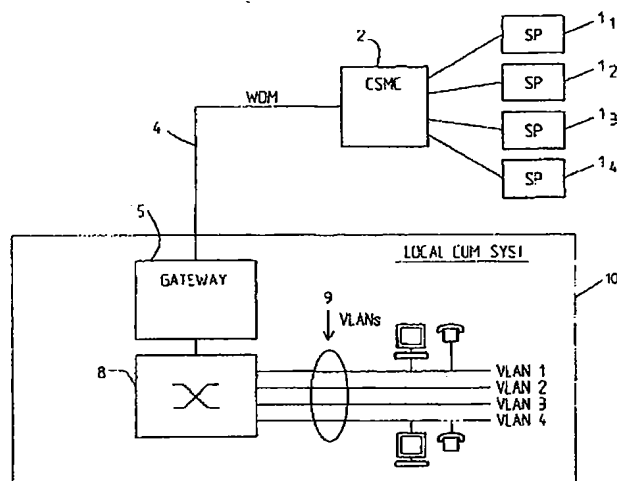 2
CSMC
SP 1₁
SP 1₂
SP 1₃
SP 1₄
WDM
4
5
GATEWAY
LOCAL CUM SYST
10
9
VLANs
8
VLAN 1
VLAN 2
VLAN 3
VLAN 4